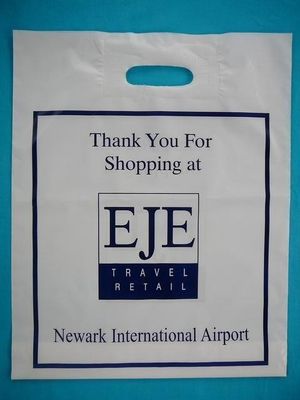 Thank You For
Shopping at
EJE
TRAVEL
RETAIL
Newark International Airport